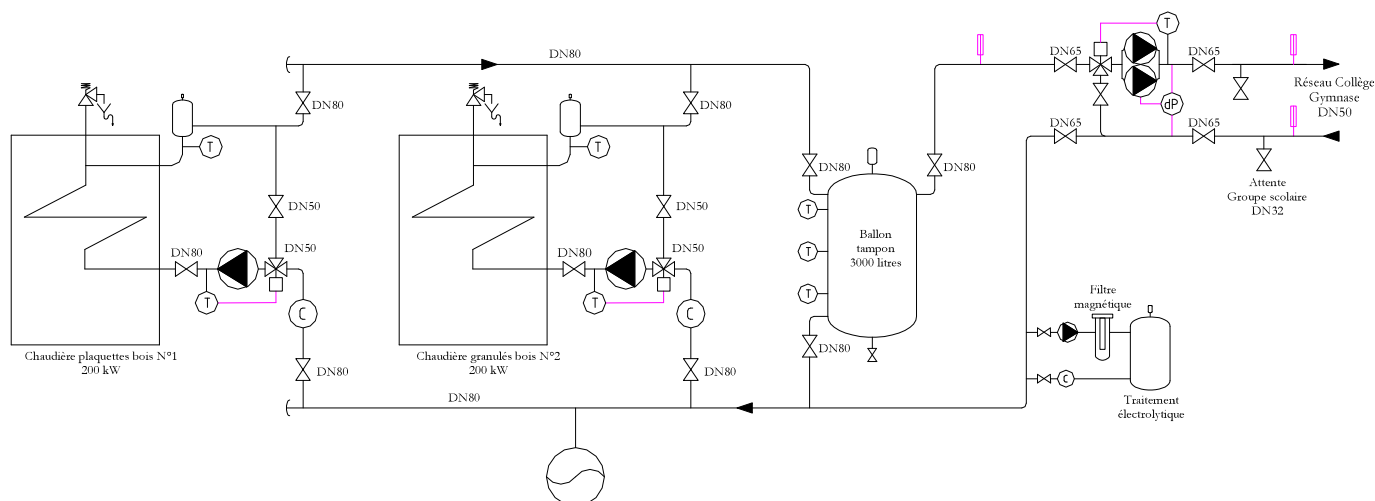 DN80
DN65
T
DN65
dP
Réseau Collège
Gymnase
DN50
DN80
DN80
DN65
DN65
T
T
DN80
DN80
Attente
Groupe scolaire
DN32
DN50
DN50
T
Ballon
tampon
3000 litres
T
T
DN80
DN50
DN80
DN50
T
T
C
C
Filtre
magnétique
DN80
Chaudière plaquettes bois N°1
200 kW
Chaudière granulés bois N°2
200 kW
DN80
DN80
C
DN80
Traitement
électrolytique